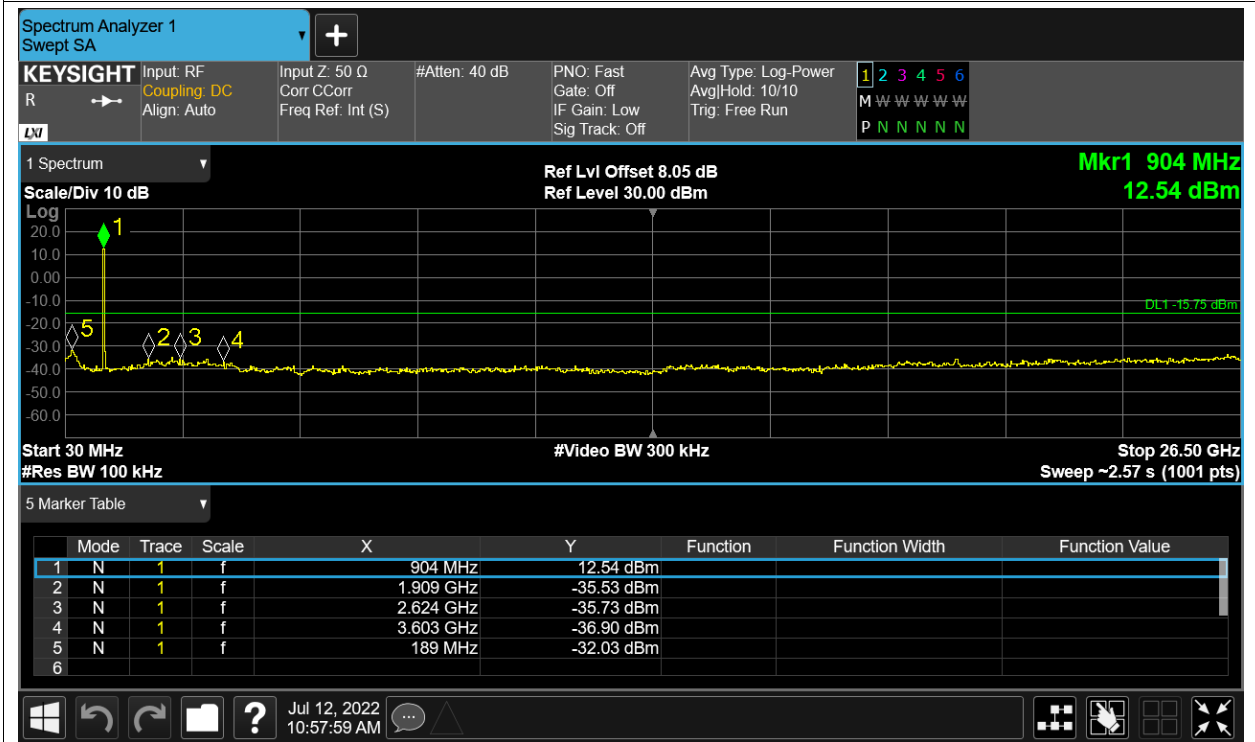 Spectrum Analyzer 1
Swept SA
+
KEYSIGHT Input: RF Input Z: 50 Ω #Atten: 40 dB PNO: Fast Avg Type: Log-Power 1 2 3 4 5 6
R Coupling: DC Corr CCorr Gate: Off Avg|Hold: 10/10 M W W W W W
Align: Auto Freq Ref: Int (S) IF Gain: Low Trig: Free Run
LXI Sig Track: Off P N N N N N
1 Spectrum Ref Lvl Offset 8.05 dB Mkr1 904 MHz
Scale/Div 10 dB Ref Level 30.00 dBm 12.54 dBm
Log
20.0 1
10.0
0.00
-10.0 DL1 -15.75 dBm
-20.0 5
-30.0 2 3 4
-40.0
-50.0
-60.0
Start 30 MHz #Video BW 300 kHz Stop 26.50 GHz
#Res BW 100 kHz Sweep ~2.57 s (1001 pts)
5 Marker Table
Mode Trace Scale X Y Function Function Width Function Value
1 N 1 f 904 MHz 12.54 dBm
2 N 1 f 1.909 GHz -35.53 dBm
3 N 1 f 2.624 GHz -35.73 dBm
4 N 1 f 3.603 GHz -36.90 dBm
5 N 1 f 189 MHz -32.03 dBm
6
? Jul 12, 2022
10:57:59 AM